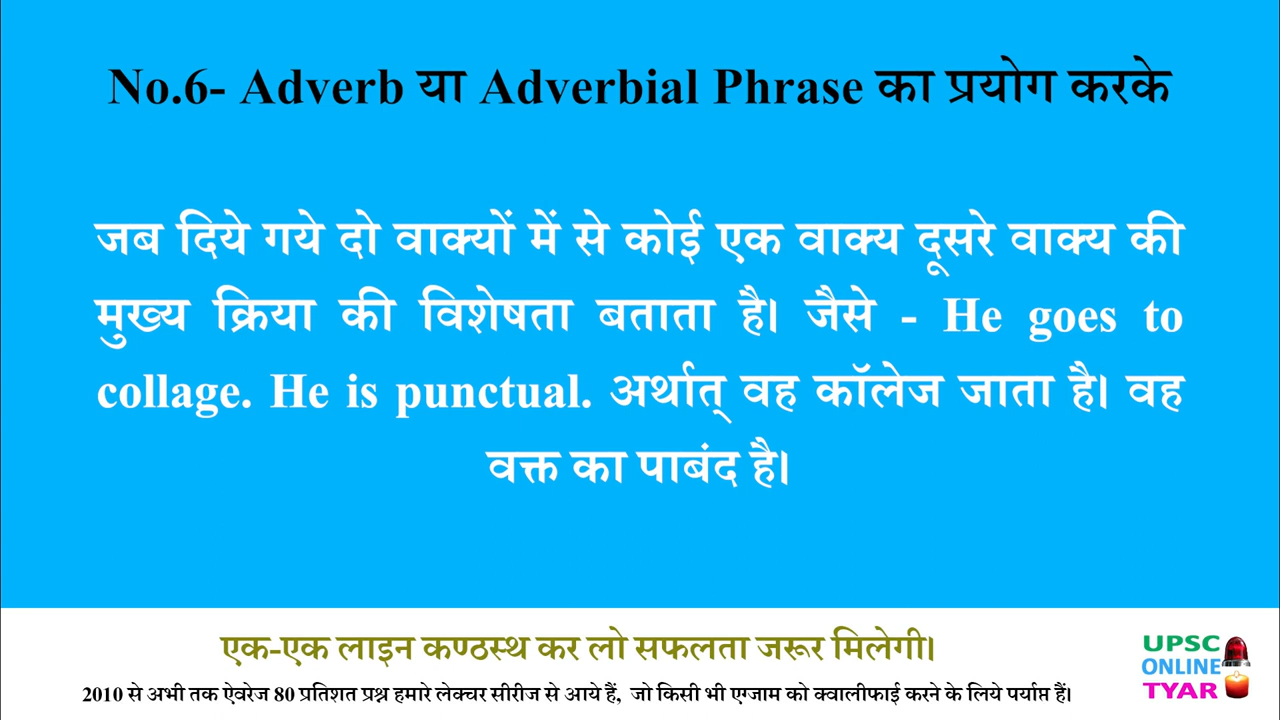 No.6- Adverb या Adverbial Phrase का प्रयोग करके
जब दिये गये दो वाक्यों में से कोई एक वाक्य दूसरे वाक्य की
मुख्य क्रिया की विशेषता बताता है। जैसे - He goes to
collage. He is punctual. अर्थात् वह कॉलेज जाता है। वह
वक्त का पाबंद है।
एक-एक लाइन कण्ठस्थ कर लो सफलता जरूर मिलेगी।
2010 से अभी तक ऐवरेज 80 प्रतिशत प्रश्न हमारे लेक्चर सीरीज से आये हैं, जो किसी भी एग्जाम को क्वालीफाई करने के लिये पर्याप्त हैं।
UPSC
ONLINE
TYAR